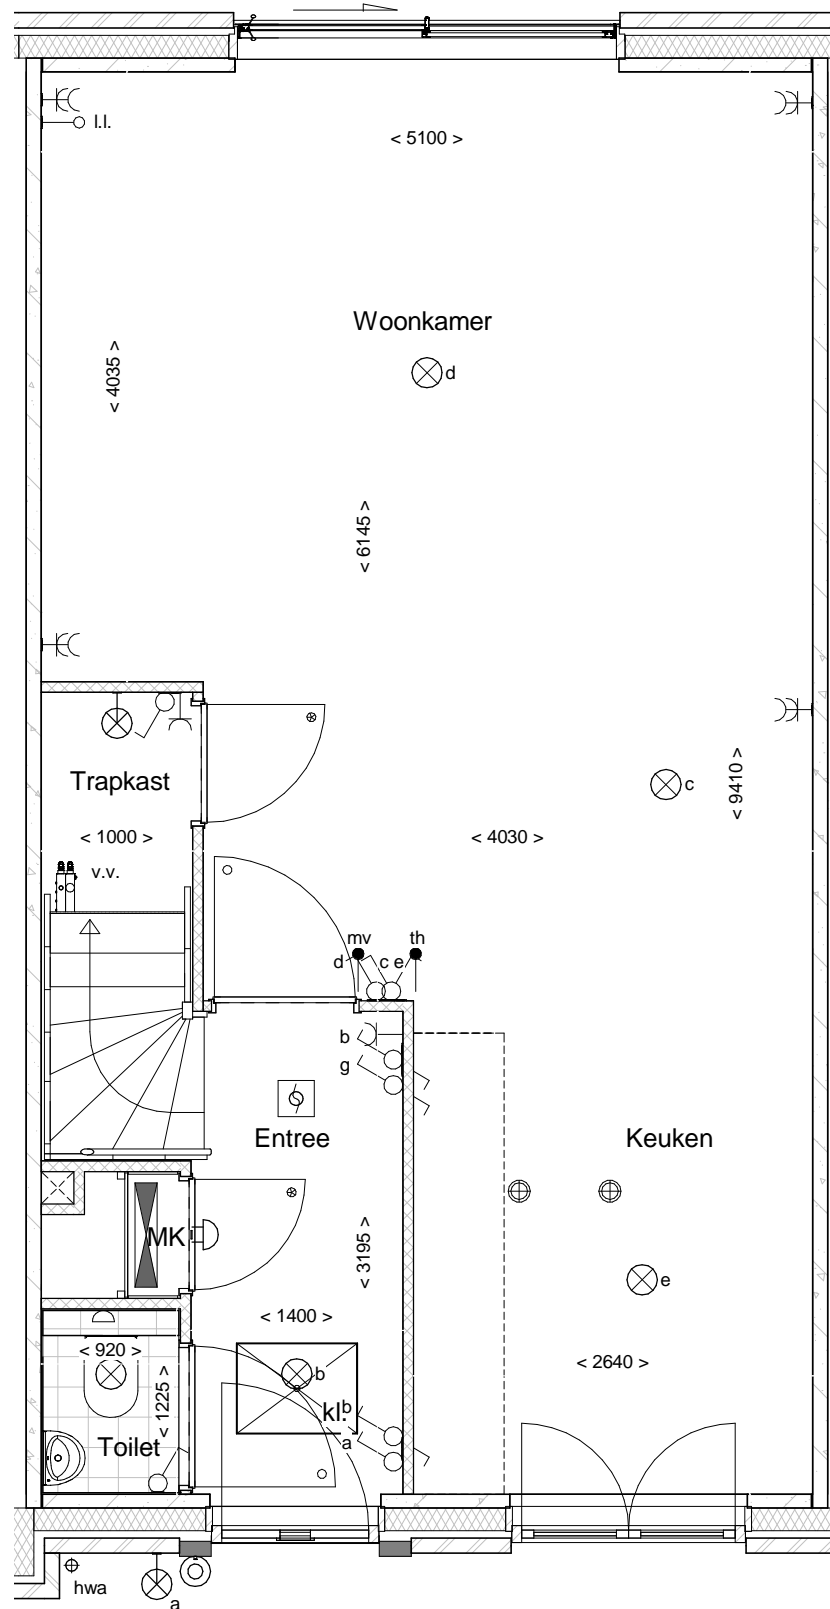 l.l.
< 5100 >
Woonkamer
d
< 4035 >
< 6145 >
Trapkast
c
< 9410 >
< 1000 >
< 4030 >
v.v.
mv
th
d
c e
b
g
Entree
Keuken
MK
< 3195 >
e
< 1400 >
< 920 >
< 2640 >
b
< 1225 >
kl.
b
a
Toilet
hwa
a